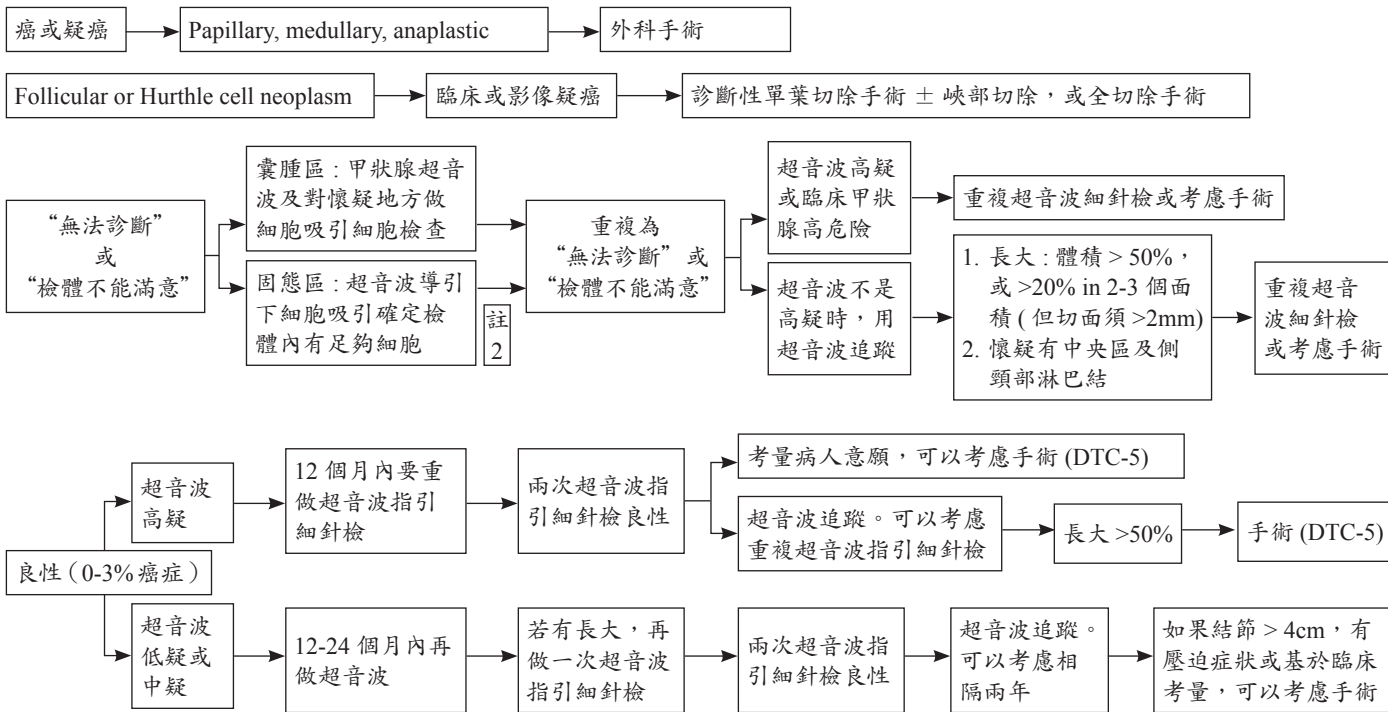 癌或疑癌
Papillary, medullary, anaplastic
外科手術
Follicular or Hurthle cell neoplasm
臨床或影像疑癌
診斷性單葉切除手術 ± 峽部切除，或全切除手術
“無法診斷”
或
“檢體不能滿意”
囊腫區：甲狀腺超音
波及對懷疑地方做
細胞吸引細胞檢查
固態區：超音波導引
下細胞吸引確定檢
體內有足夠細胞
註
2
重複為
“無法診斷” 或
“檢體不能滿意”
超音波高疑
或臨床甲狀
腺高危險
重複超音波細針檢或考慮手術
超音波不是
高疑時，用
超音波追蹤
1. 長大：體積 > 50%，
或 >20% in 2-3 個面
積 ( 但切面須 >2mm)
2. 懷疑有中央區及側
頸部淋巴結
重複超音
波細針檢
或考慮手術
良性（0-3% 癌症）
超音波
高疑
12 個月內要重
做超音波指引
細針檢
兩次超音波指
引細針檢良性
考量病人意願，可以考慮手術 (DTC-5)
超音波追蹤。可以考慮
重複超音波指引細針檢
長大 >50%
手術 (DTC-5)
超音波
低疑或
中疑
12-24 個月內再
做超音波
若有長大，再
做一次超音波
指引細針檢
兩次超音波指
引細針檢良性
超音波追蹤。
可以考慮相
隔兩年
如果結節 > 4cm，有
壓迫症狀或基於臨床
考量，可以考慮手術